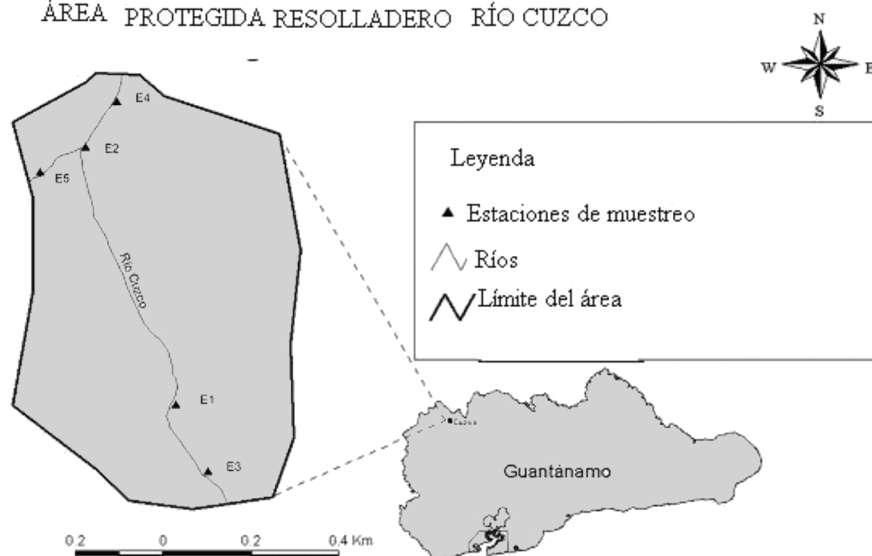 ÁREA PROTEGIDA RESOLLADERO RÍO CUZCO
N
W E
S
E4
E2
E5
Río Cuzco
E1
E3
Leyenda
Estaciones de muestreo
Ríos
Límite del área
Cuzco
Guantánamo
0.2 0 0.2 0.4 Km